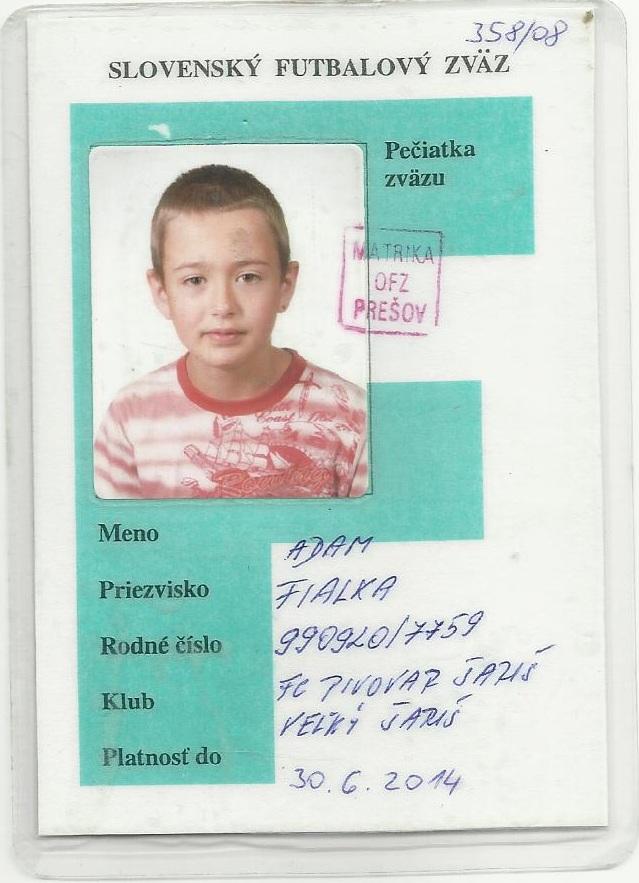 358/08
SLOVENSKÝ FUTBALOVÝ ZVÄZ
Pečiatka
zväzu
MATRIKA
OFZ
PREŠOV
Meno ADAM
Priezvisko FIALKA
Rodné číslo 990920/7759
Klub FC PIVOVAR ŠARIŠ
VEĽKÝ ŠARIŠ
Platnosť do 30.6.2014